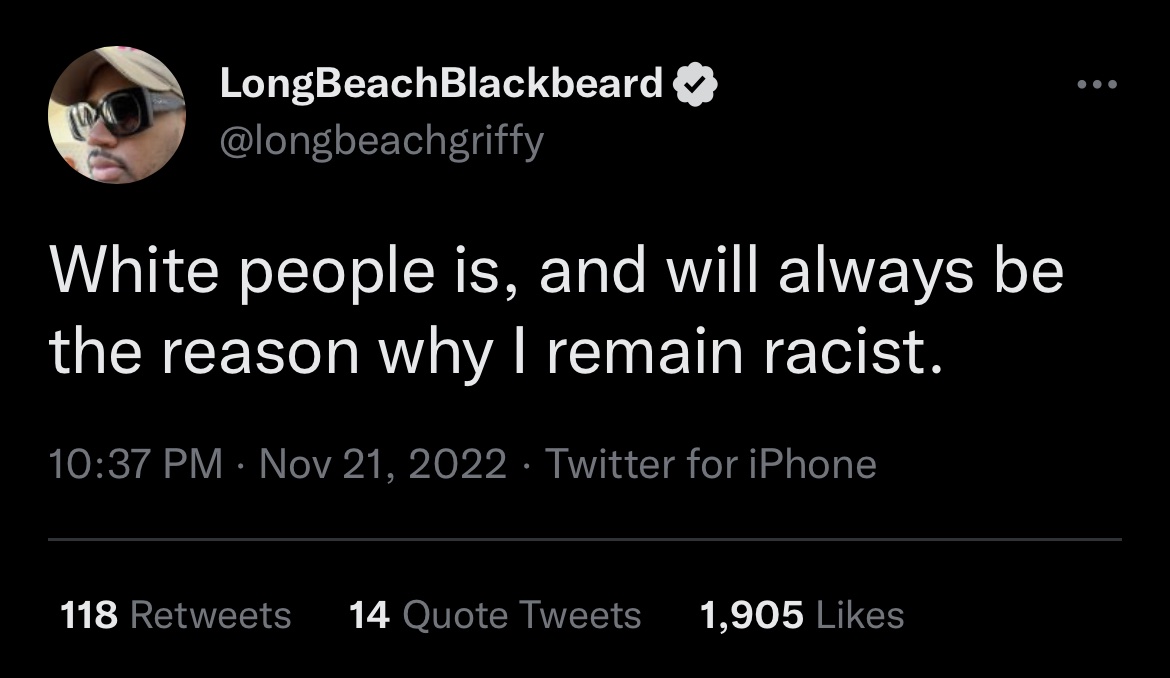 LongBeachBlackbeard
@longbeachgriffy
White people is, and will always be
the reason why I remain racist.
10:37 PM · Nov 21, 2022 · Twitter for iPhone
118 Retweets 14 Quote Tweets 1,905 Likes